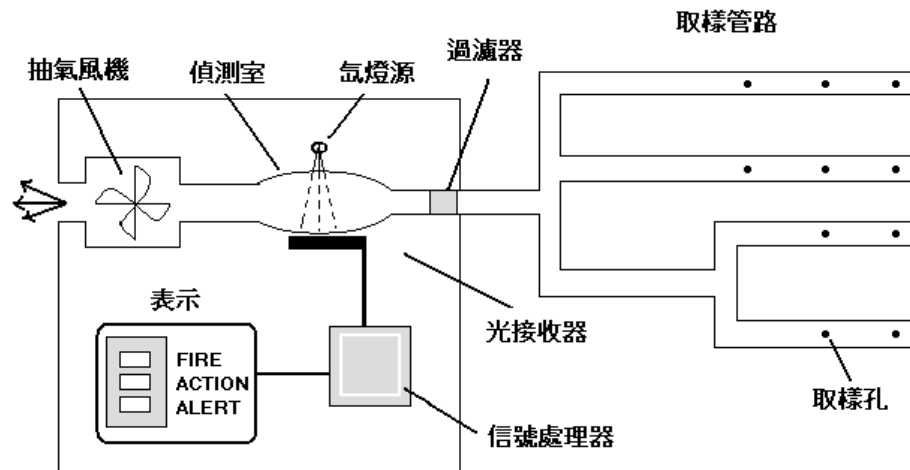 取樣管路
抽氣風機
偵測室
氙燈源
過濾器
表示
FIRE
ACTION
ALERT
光接收器
取樣孔
信號處理器